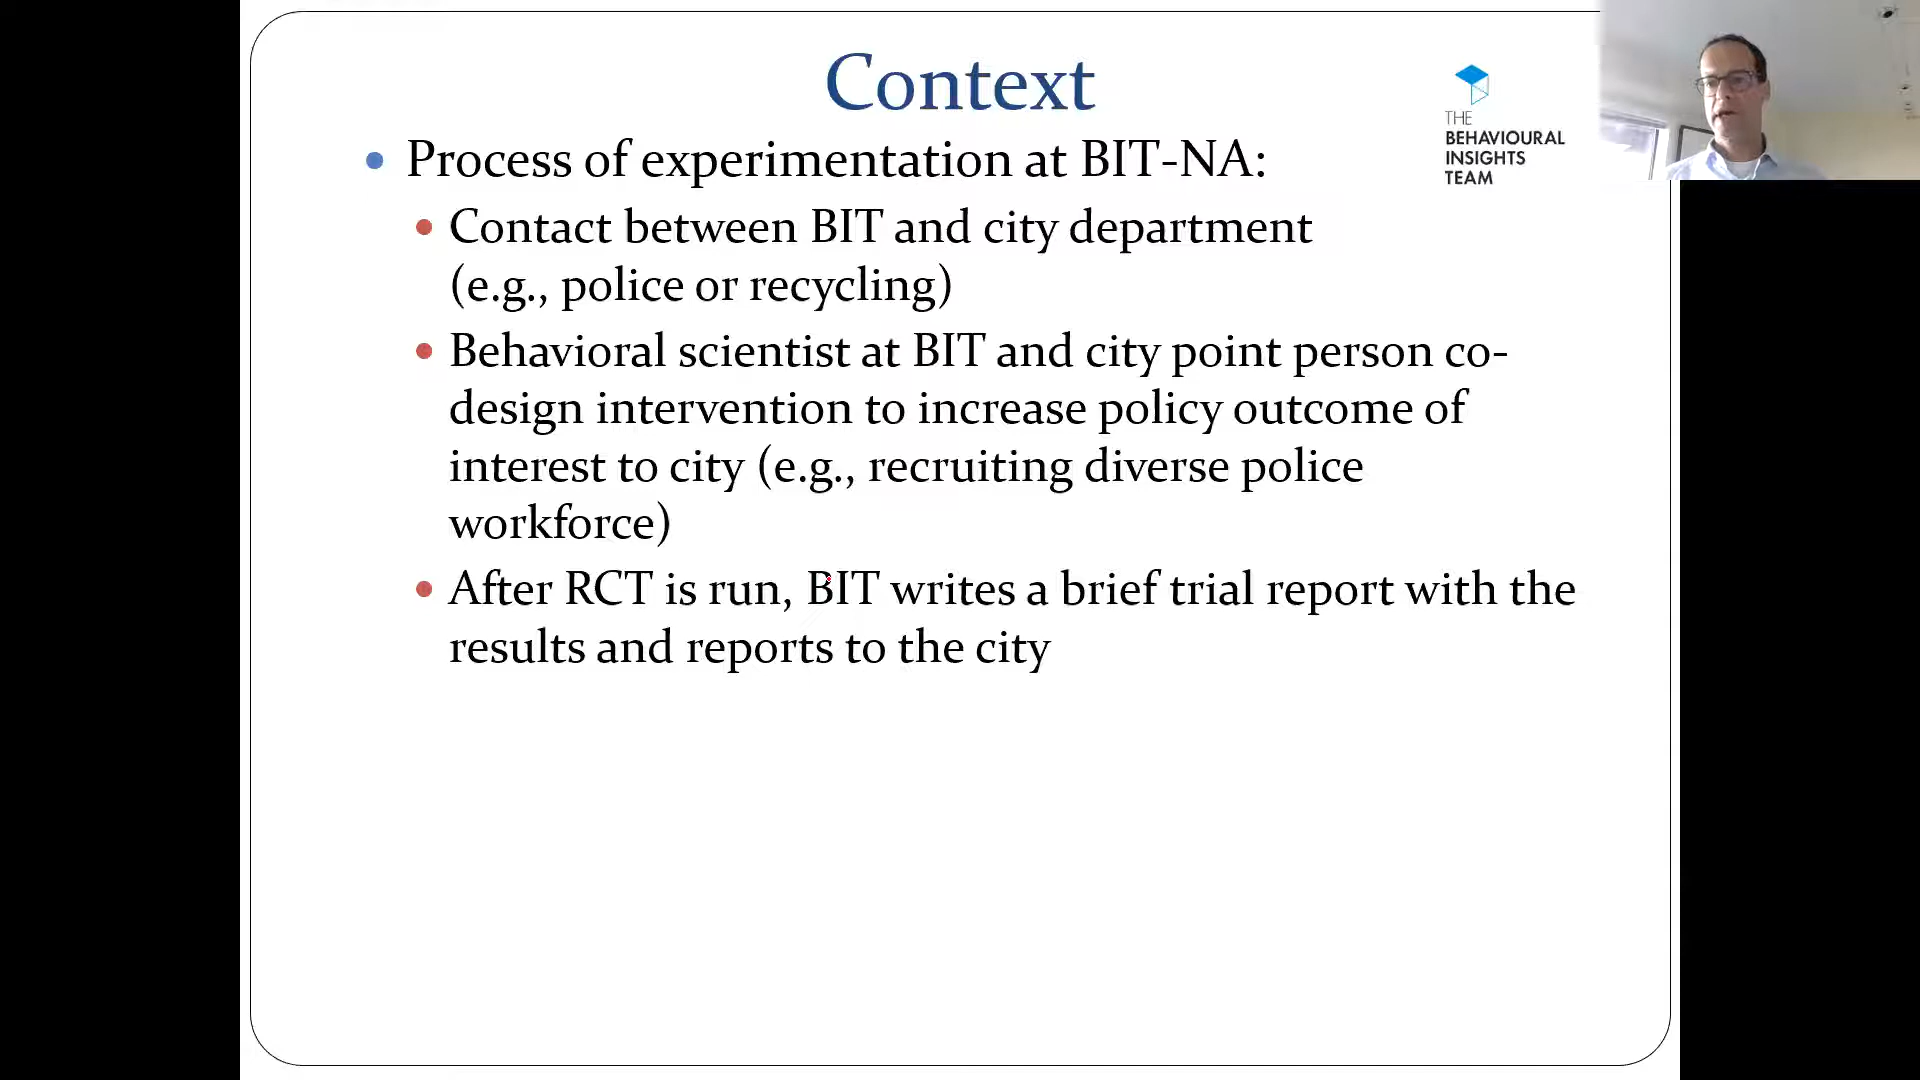 Context
THE
BEHAVIOURAL
INSIGHTS
TEAM
• Process of experimentation at BIT-NA:
• Contact between BIT and city department
(e.g., police or recycling)
• Behavioral scientist at BIT and city point person co-
design intervention to increase policy outcome of
interest to city (e.g., recruiting diverse police
workforce)
• After RCT is run, BIT writes a brief trial report with the
results and reports to the city